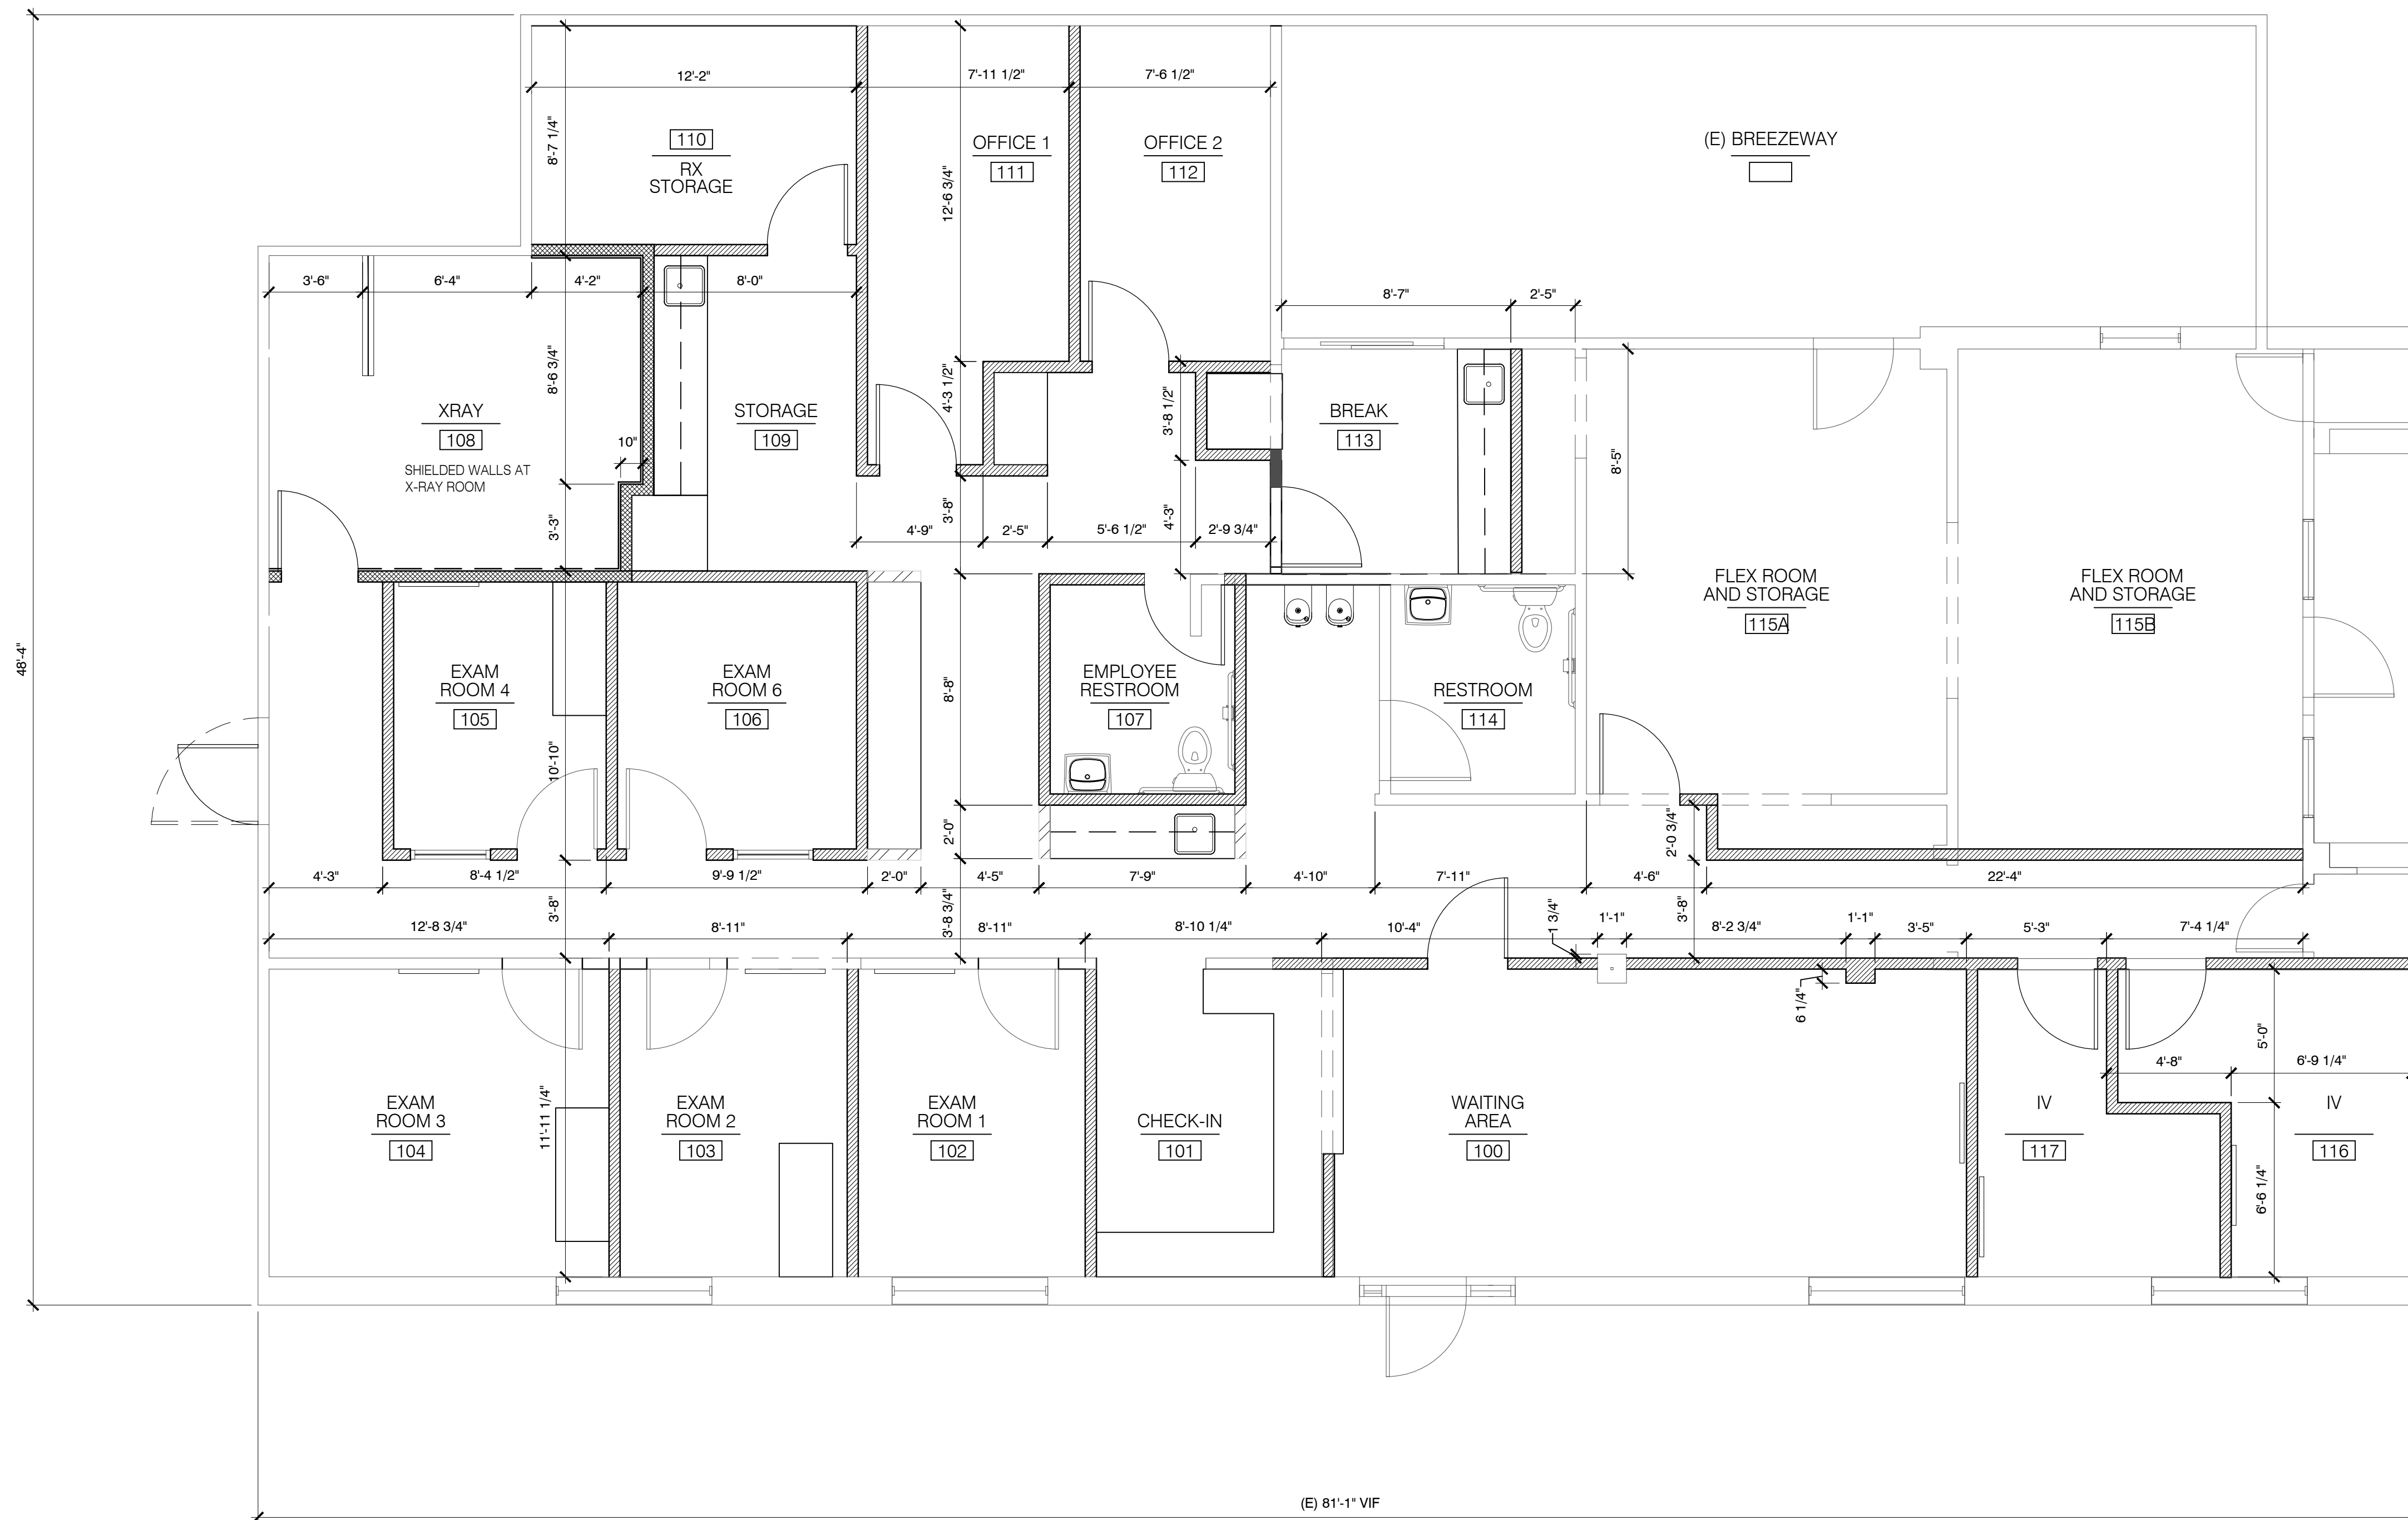 12'-2"
7'-11 1/2"
7'-6 1/2"
8'-7 1/4"
110
RX
STORAGE
12'-6 3/4"
OFFICE 1
111
OFFICE 2
112
(E) BREEZEWAY
3'-6"
6'-4"
4'-2"
8'-0"
8'-7"
2'-5"
8'-6 3/4"
4'-3 1/2"
3'-8 1/2"
XRAY
108
SHIELDED WALLS AT
X-RAY ROOM
10"
STORAGE
109
BREAK
113
8'-5"
3'-3"
3'-8"
4'-3"
4'-9"
2'-5"
5'-6 1/2"
2'-9 3/4"
FLEX ROOM
AND STORAGE
115A
FLEX ROOM
AND STORAGE
115B
48'-4"
EXAM
ROOM 4
105
EXAM
ROOM 6
106
8'-8"
EMPLOYEE
RESTROOM
107
RESTROOM
114
10'-10"
2'-0"
2'-0 3/4"
4'-3"
8'-4 1/2"
9'-9 1/2"
2'-0"
4'-5"
7'-9"
4'-10"
7'-11"
4'-6"
22'-4"
3'-8"
3'-8 3/4"
1 3/4"
3'-8"
12'-8 3/4"
8'-11"
8'-11"
8'-10 1/4"
10'-4"
1'-1"
8'-2 3/4"
1'-1"
3'-5"
5'-3"
7'-4 1/4"
6 1/4"
5'-0"
4'-8"
6'-9 1/4"
11'-11 1/4"
EXAM
ROOM 3
104
EXAM
ROOM 2
103
EXAM
ROOM 1
102
CHECK-IN
101
WAITING
AREA
100
IV
117
IV
116
6'-6 1/4"
(E) 81'-1" VIF